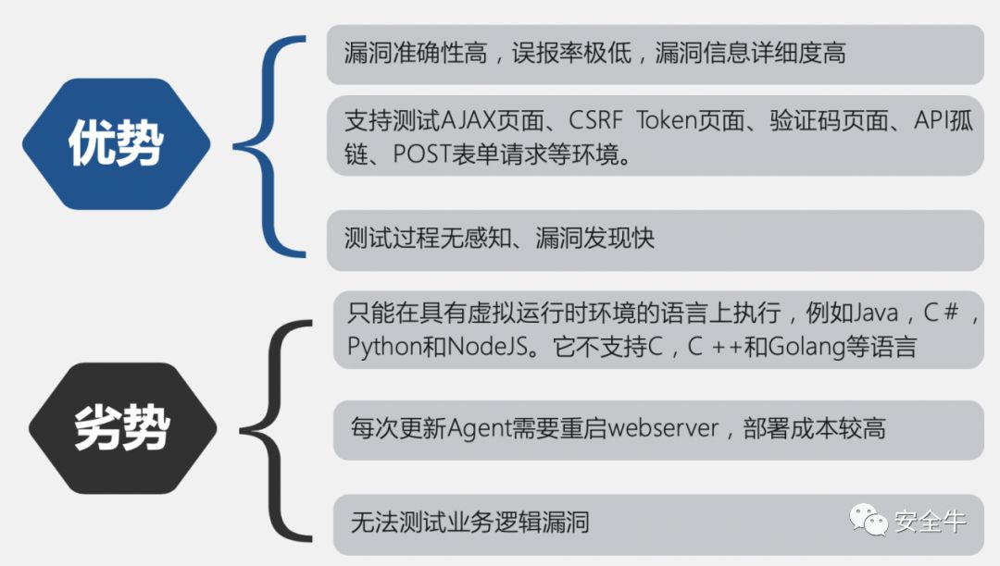 优势
漏洞准确性高，误报率极低，漏洞信息详细度高
支持测试AJAX页面、CSRF Token页面、验证码页面、API孤
链、POST表单请求等环境。
测试过程无感知、漏洞发现快
劣势
只能在具有虚拟运行时环境的语言上执行，例如Java，C＃，
Python和NodeJS。它不支持C，C ++和Golang等语言
每次更新Agent需要重启webserver，部署成本较高
无法测试业务逻辑漏洞
安全牛